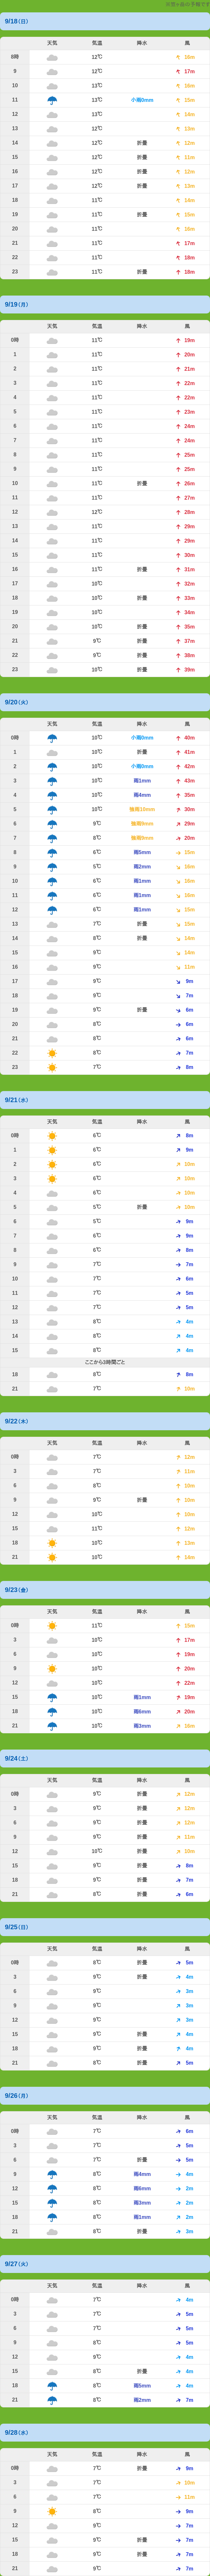 9/18(日)
天気 気温 降水 風
8時 12℃ 16m
9 12℃ 17m
10 13℃ 16m
11 13℃ 小雨0mm 15m
12 13℃ 14m
13 12℃ 13m
14 12℃ 折畳 12m
15 12℃ 折畳 11m
16 12℃ 折畳 12m
17 12℃ 折畳 13m
18 11℃ 14m
19 11℃ 折畳 15m
20 11℃ 16m
21 11℃ 17m
22 11℃ 18m
23 11℃ 折畳 18m
9/19(月)
天気 気温 降水 風
0時 11℃ 19m
1 11℃ 20m
2 11℃ 21m
3 11℃ 22m
4 11℃ 22m
5 11℃ 23m
6 11℃ 24m
7 11℃ 24m
8 11℃ 25m
9 11℃ 25m
10 11℃ 折畳 26m
11 11℃ 27m
12 12℃ 28m
13 11℃ 29m
14 11℃ 29m
15 11℃ 30m
16 11℃ 折畳 31m
17 10℃ 32m
18 10℃ 折畳 33m
19 10℃ 34m
20 10℃ 折畳 35m
21 9℃ 折畳 37m
22 9℃ 折畳 38m
23 10℃ 折畳 39m
9/20(火)
天気 気温 降水 風
0時 10℃ 小雨0mm 40m
1 10℃ 折畳 41m
2 10℃ 小雨0mm 42m
3 10℃ 雨1mm 43m
4 10℃ 雨4mm 35m
5 10℃ 強雨10mm 30m
6 9℃ 強雨9mm 29m
7 8℃ 強雨8mm 20m
8 6℃ 雨5mm 15m
9 5℃ 雨2mm 16m
10 6℃ 雨1mm 16m
11 6℃ 雨1mm 16m
12 6℃ 雨1mm 15m
13 7℃ 折畳 15m
14 8℃ 折畳 14m
15 9℃ 14m
16 9℃ 11m
17 9℃ 9m
18 9℃ 7m
19 9℃ 折畳 6m
20 8℃ 6m
21 8℃ 6m
22 8℃ 7m
23 7℃ 8m
9/21(水)
天気 気温 降水 風
0時 6℃ 8m
1 6℃ 9m
2 6℃ 10m
3 6℃ 10m
4 6℃ 10m
5 5℃ 折畳 10m
6 5℃ 9m
7 6℃ 9m
8 6℃ 8m
9 7℃ 7m
10 7℃ 6m
11 7℃ 5m
12 7℃ 5m
13 8℃ 4m
14 8℃ 4m
15 8℃ 4m
ここから3時間ごと
18 8℃ 8m
21 7℃ 10m
9/22(木)
天気 気温 降水 風
0時 7℃ 12m
3 7℃ 11m
6 8℃ 10m
9 9℃ 折畳 10m
12 10℃ 10m
15 11℃ 12m
18 10℃ 13m
21 10℃ 14m
9/23(金)
天気 気温 降水 風
0時 11℃ 15m
3 10℃ 17m
6 10℃ 19m
9 10℃ 20m
12 10℃ 22m
15 10℃ 雨1mm 19m
18 10℃ 雨6mm 20m
21 10℃ 雨3mm 16m
9/24(土)
天気 気温 降水 風
0時 9℃ 折畳 12m
3 9℃ 折畳 12m
6 9℃ 折畳 12m
9 9℃ 折畳 11m
12 10℃ 折畳 10m
15 9℃ 折畳 8m
18 9℃ 折畳 7m
21 8℃ 折畳 6m
9/25(日)
天気 気温 降水 風
0時 8℃ 折畳 5m
3 9℃ 折畳 4m
6 9℃ 3m
9 9℃ 3m
12 9℃ 3m
15 9℃ 折畳 4m
18 9℃ 折畳 4m
21 8℃ 折畳 5m
9/26(月)
天気 気温 降水 風
0時 7℃ 6m
3 7℃ 5m
6 7℃ 折畳 5m
9 8℃ 雨4mm 4m
12 8℃ 雨6mm 2m
15 8℃ 雨3mm 2m
18 8℃ 雨1mm 2m
21 8℃ 折畳 3m
9/27(火)
天気 気温 降水 風
0時 7℃ 4m
3 7℃ 5m
6 7℃ 5m
9 8℃ 5m
12 9℃ 4m
15 8℃ 折畳 4m
18 8℃ 雨5mm 4m
21 8℃ 雨2mm 7m
9/28(水)
天気 気温 降水 風
0時 7℃ 折畳 9m
3 7℃ 10m
6 7℃ 11m
9 8℃ 9m
12 9℃ 7m
15 9℃ 折畳 7m
18 9℃ 折畳 7m
21 8℃ 7m